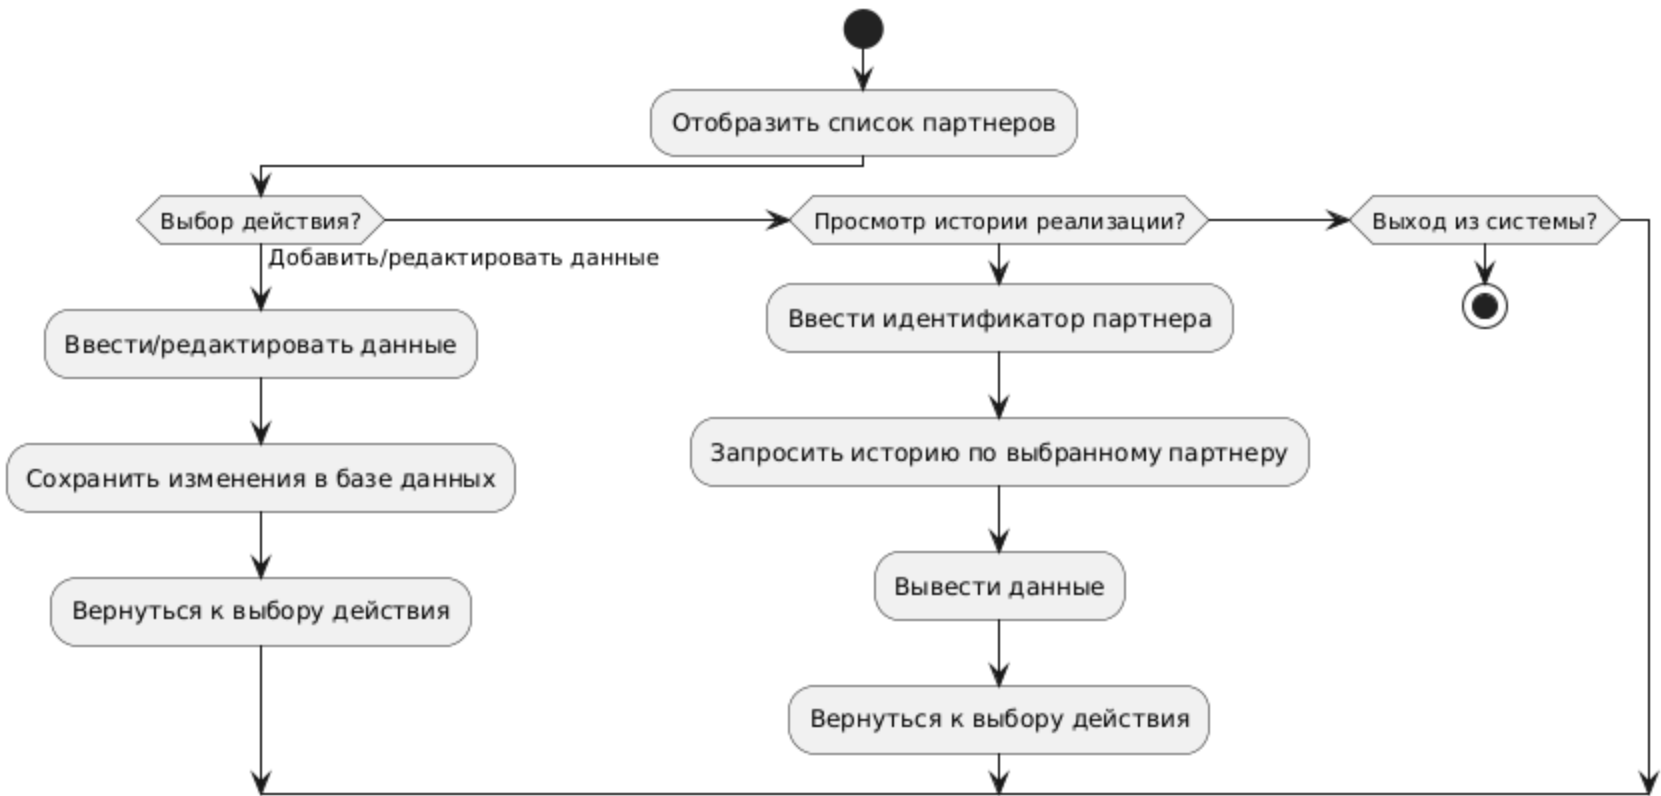 Отобразить список партнеров
Выбор действия?
Просмотр истории реализации?
Выход из системы?
Добавить/редактировать данные
Ввести идентификатор партнера
Ввести/редактировать данные
Запросить историю по выбранному партнеру
Сохранить изменения в базе данных
Вывести данные
Вернуться к выбору действия
Вернуться к выбору действия